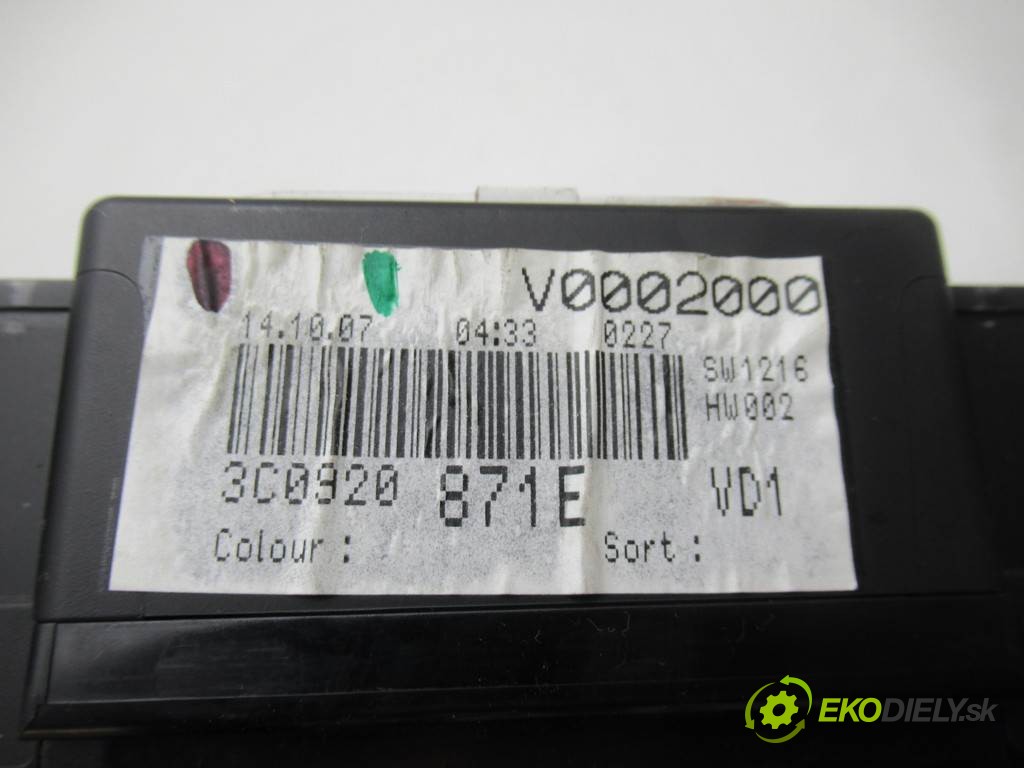 V0002000
14.10.07 04:33 0227
SW1216
HW002
3C0920 871E VD1
Colour: Sort:
EKODIELY.sk